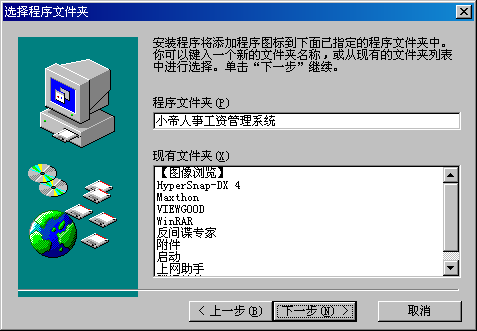 选择程序文件夹
安装程序将添加程序图标到下面已指定的程序文件夹中。
你可以键入一个新的文件夹名称，或从现有的文件夹列表
中进行选择。单击“下一步”继续。
程序文件夹(P)
小帝人事工资管理系统
现有文件夹(X)
【图像浏览】
HyperSnap-DX 4
Maxthon
VIEWGOOD
WinRAR
反间谍专家
附件
启动
上网助手
< 上一步(B)
下一步(N) >
取消